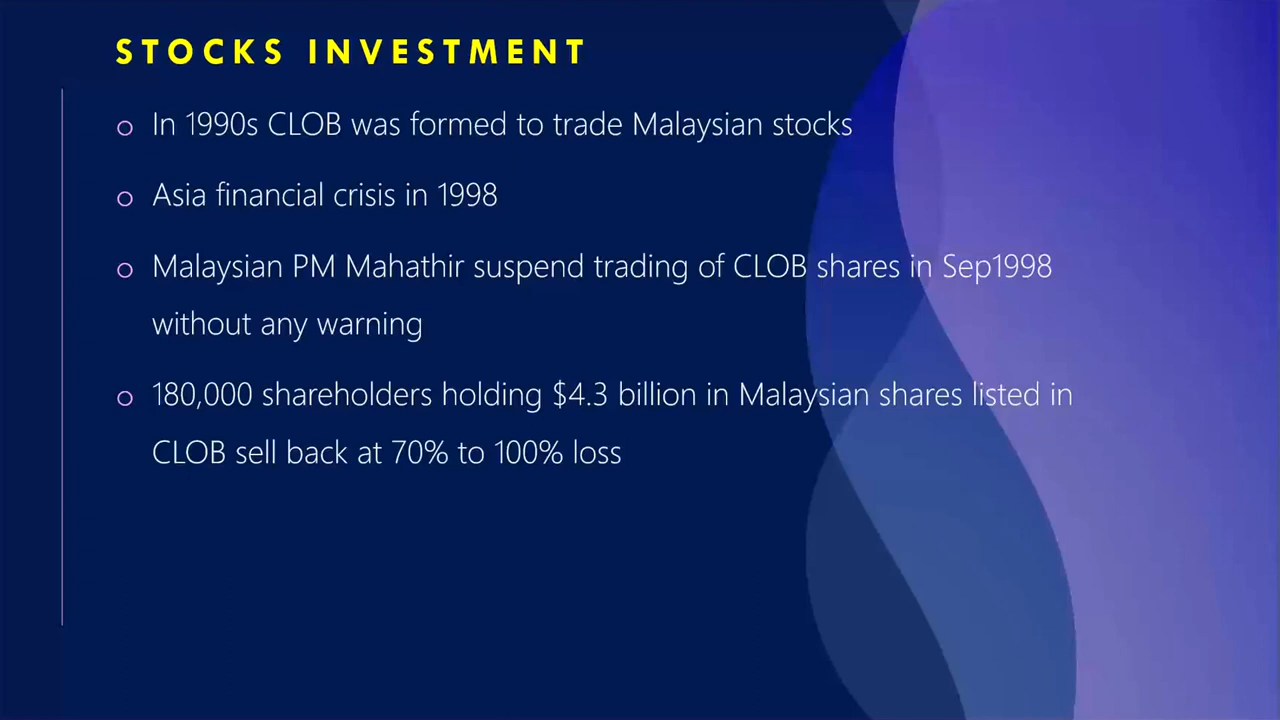 STOCKS INVESTMENT
o In 1990s CLOB was formed to trade Malaysian stocks
o Asia financial crisis in 1998
o Malaysian PM Mahathir suspend trading of CLOB shares in Sep1998
without any warning
o 180,000 shareholders holding $4.3 billion in Malaysian shares listed in
CLOB sell back at 70% to 100% loss